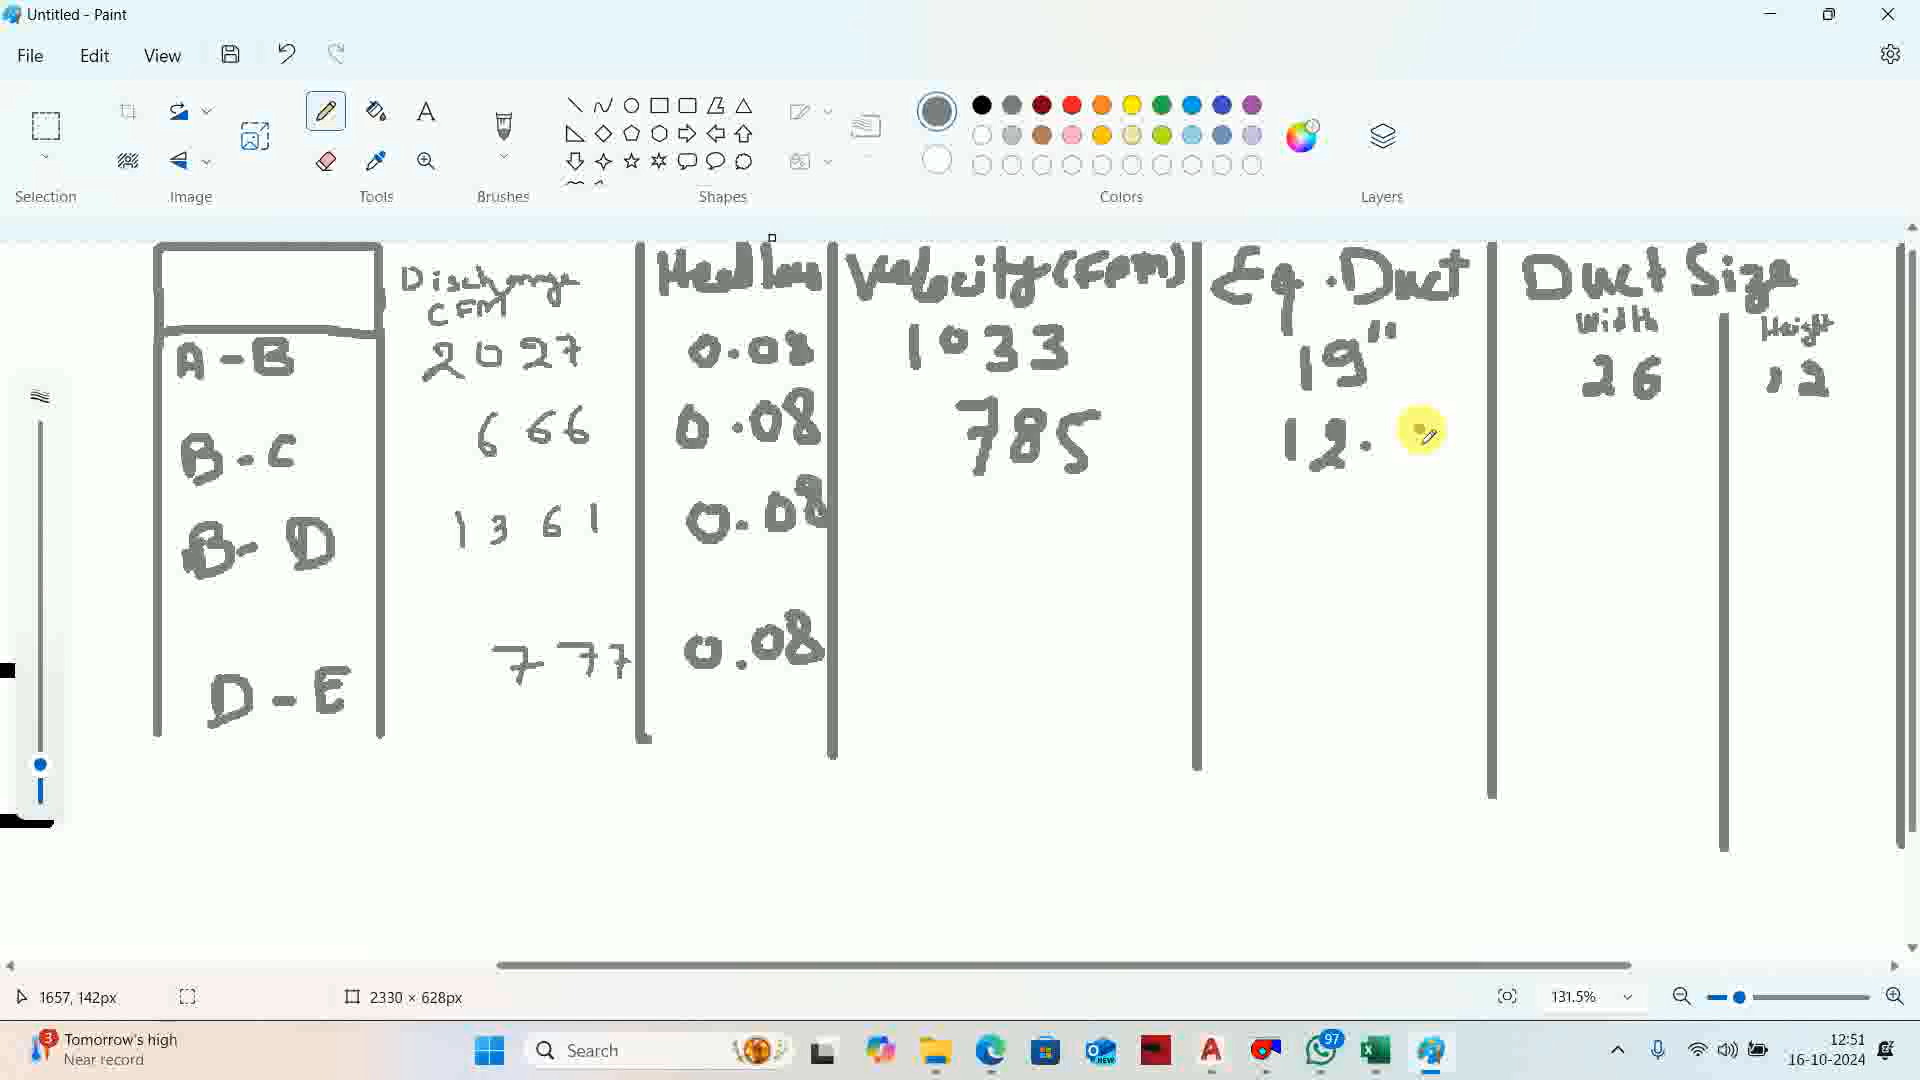 Untitled - Paint
File Edit View
Selection Image Tools Brushes Shapes Colors Layers
Discharge CFM Head loss Velocity (FPM) Eq. Duct Duct Size
Width Height
A - B 2027 0.08 1033 19" 26 12
B - C 666 0.08 785 12.
B - D 1361 0.08
D - E 777 0.08
1657, 142px 2330 × 628px 131.5%
3 Tomorrow's high
Near record
Search
NEW
97
12:51
16-10-2024